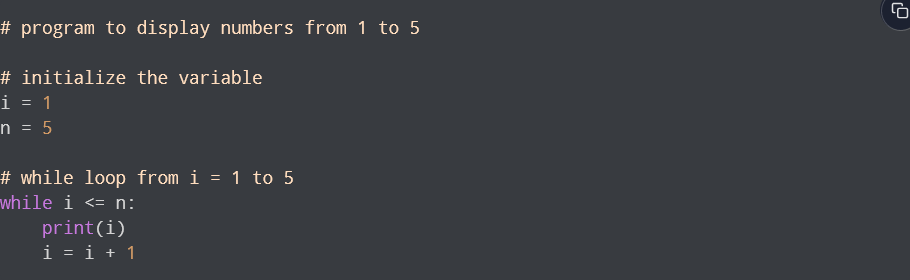 # program to display numbers from 1 to 5
# initialize the variable
i = 1
n = 5
# while loop from i = 1 to 5
while i <= n:
    print(i)
    i = i + 1